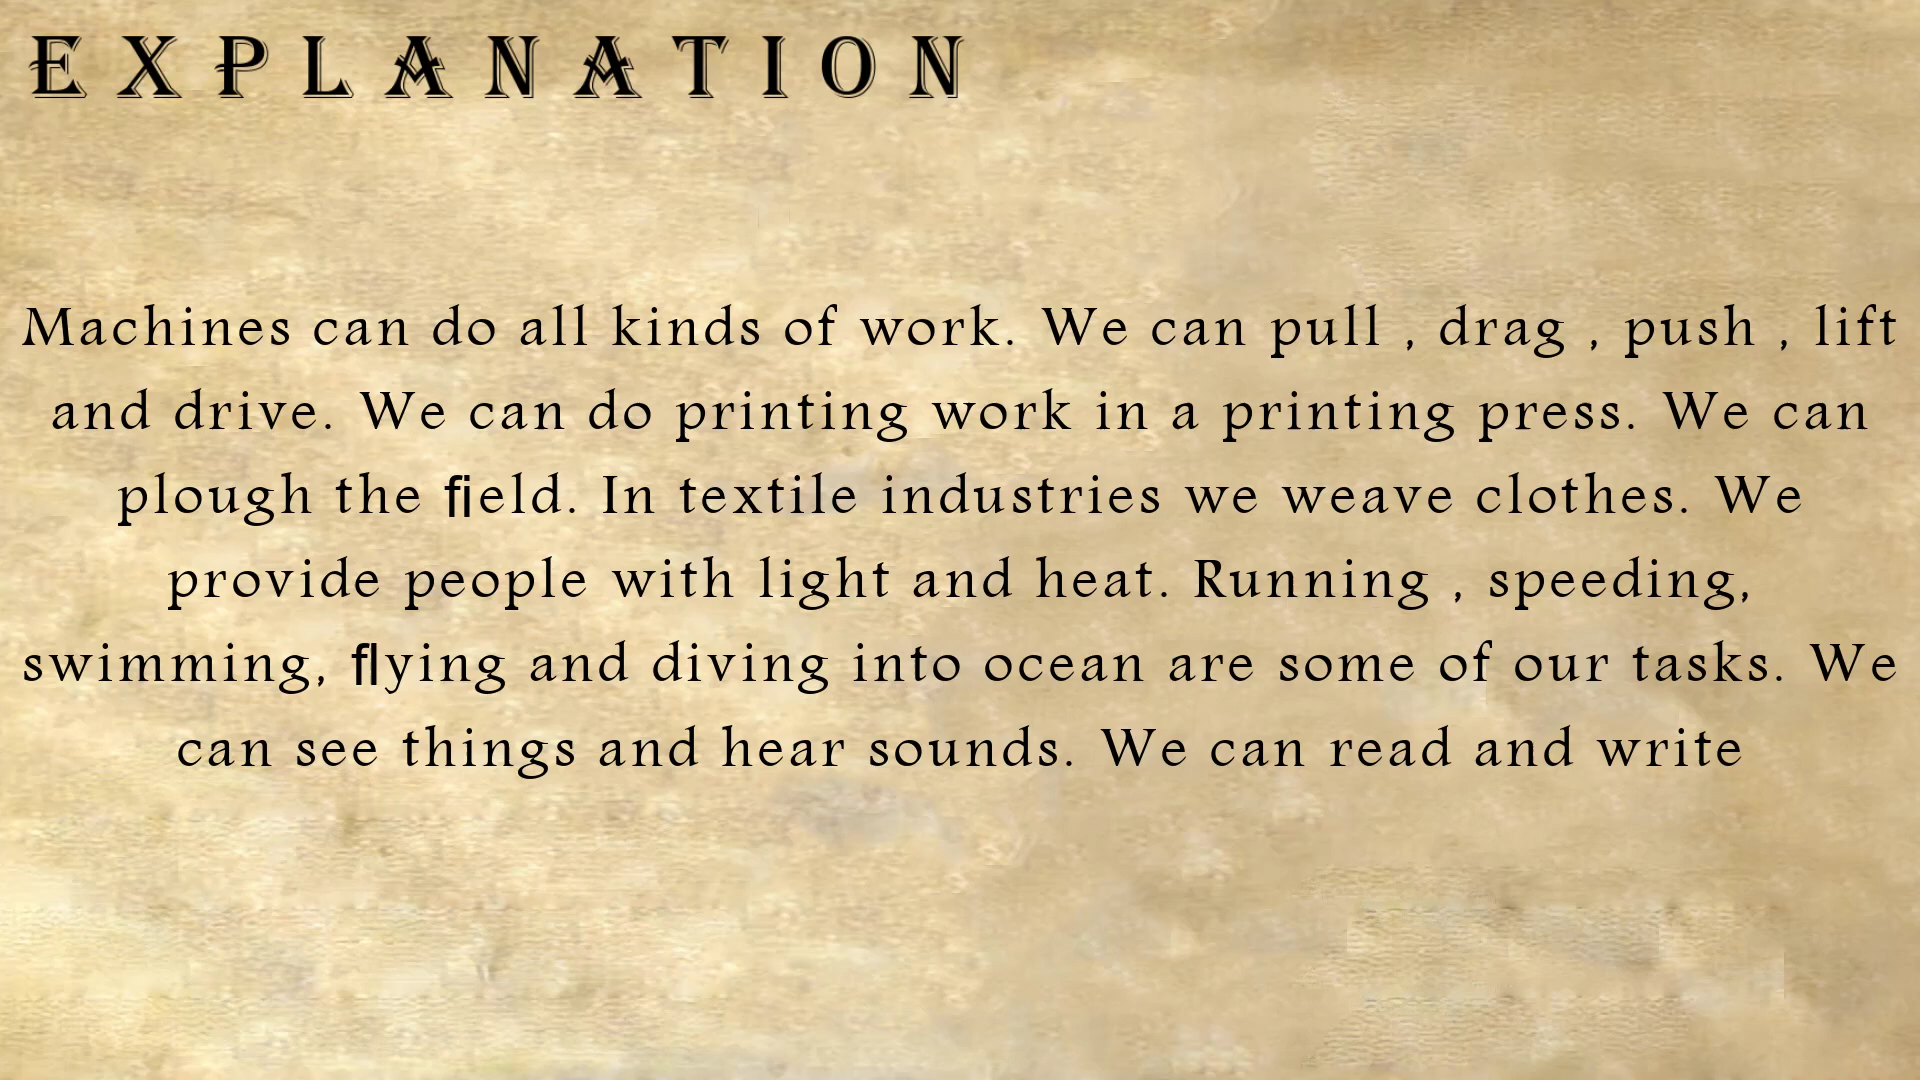 EXPLANATION
Machines can do all kinds of work. We can pull , drag , push , lift
and drive. We can do printing work in a printing press. We can
plough the field. In textile industries we weave clothes. We
provide people with light and heat. Running , speeding,
swimming, flying and diving into ocean are some of our tasks. We
can see things and hear sounds. We can read and write